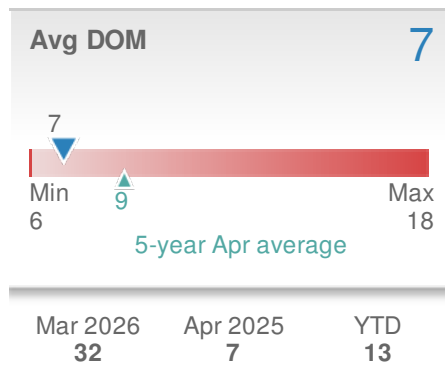 Avg DOM 7
7
Min Max
9
6 18
5-year Apr average
Mar 2026 Apr 2025 YTD
32 7 13